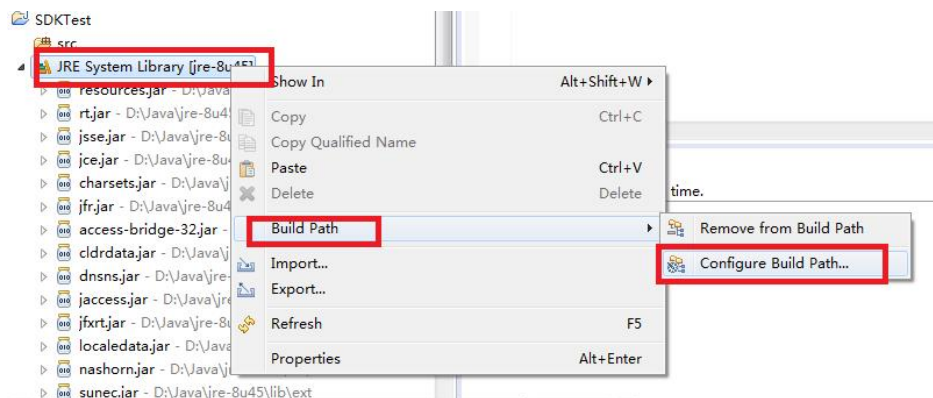 SDKTest
src
JRE System Library [jre-8u45]
resources.jar - D:\Java
rt.jar - D:\Java\jre-8u4
jsse.jar - D:\Java\jre-8u
jce.jar - D:\Java\jre-8u4
charsets.jar - D:\Java\j
jfr.jar - D:\Java\jre-8u4
access-bridge-32.jar -
cldrdata.jar - D:\Java\j
dnsns.jar - D:\Java\jre-
jaccess.jar - D:\Java\jre
jfxrt.jar - D:\Java\jre-8u
localedata.jar - D:\Java
nashorn.jar - D:\Java\j
sunec.jar - D:\Java\jre-8u45\lib\ext
Show In Alt+Shift+W
Copy Ctrl+C
Copy Qualified Name
Paste Ctrl+V
Delete Delete
Build Path
Import...
Export...
Refresh F5
Properties Alt+Enter
time.
Remove from Build Path
Configure Build Path...